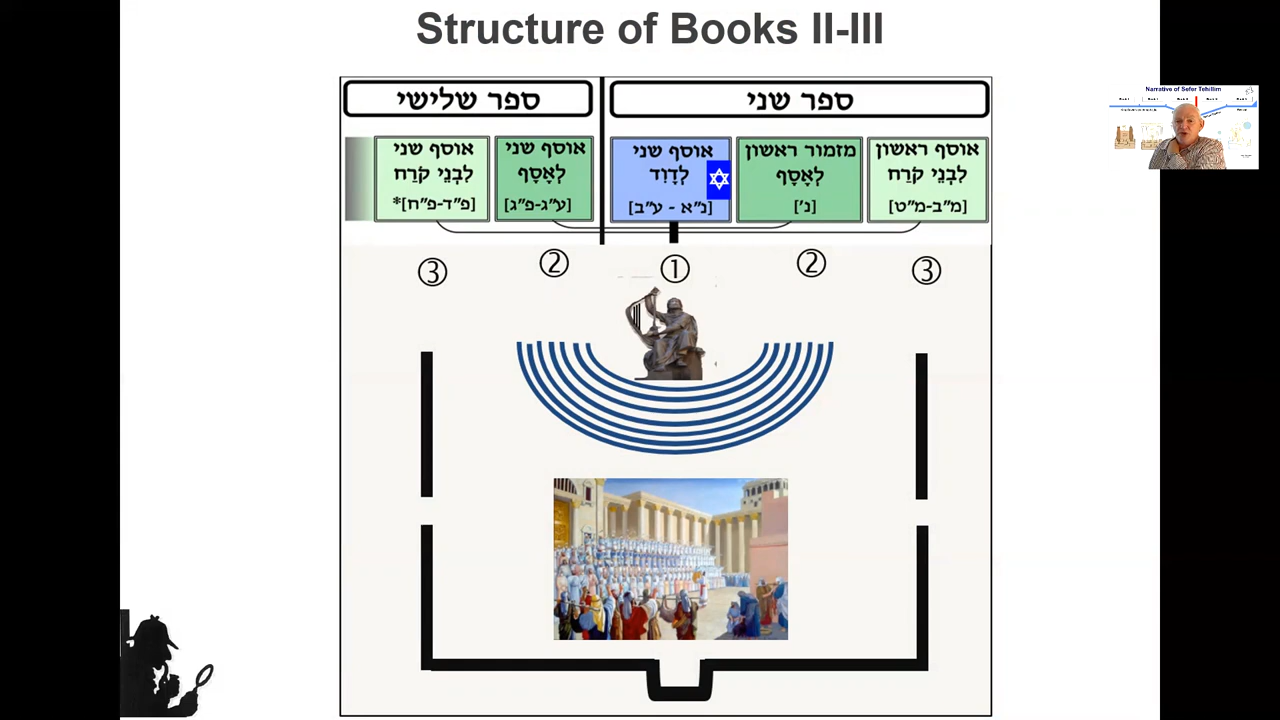 Structure of Books II-III
ספר שני
ספר שלישי
אוסף ראשון
לִבְנֵי קֹרַח
[מ״ב-מ״ט]
מזמור ראשון
לְאָסָף
[נ׳]
אוסף שני
לְדָוִד
[נ״א - ע״ב]
אוסף שני
לְאָסָף
[ע״ג-פ״ג]
אוסף שני
לִבְנֵי קֹרַח
[פ״ד-פ״ח]*
③ ② ① ② ③
Narrative of Sefer Tehillim